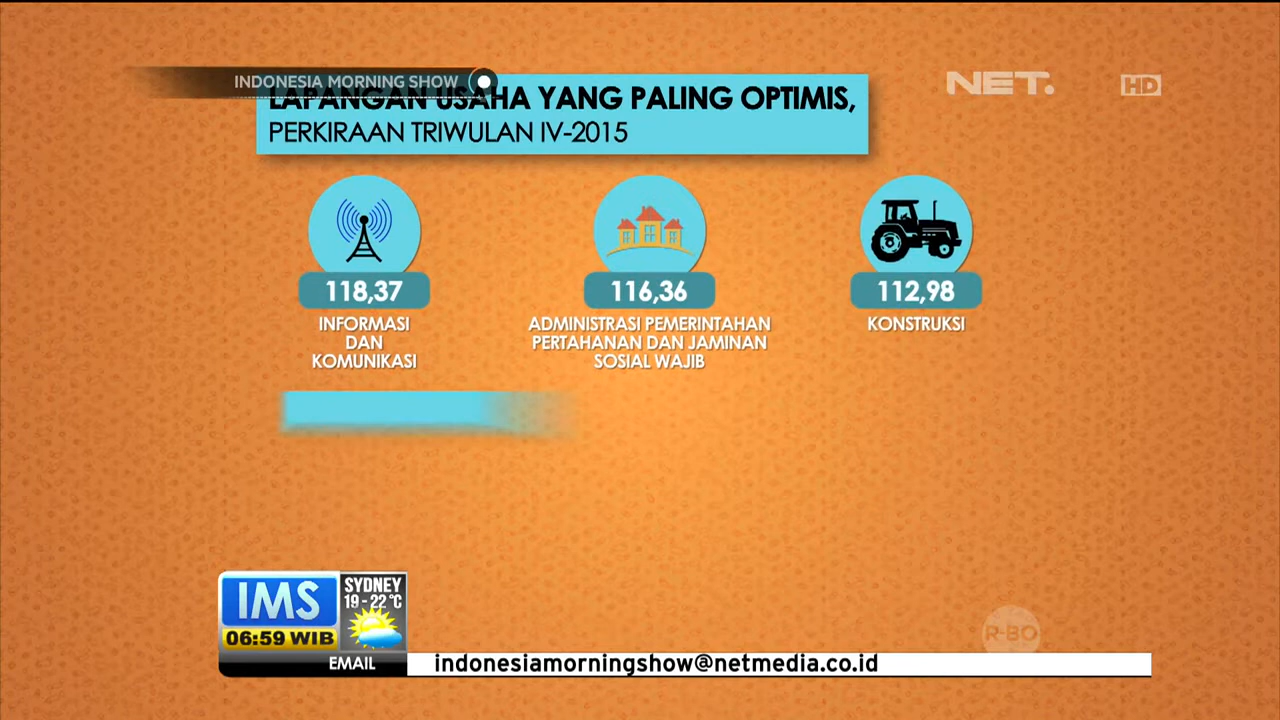 INDONESIA MORNING SHOW
NET.
HD
LAPANGAN USAHA YANG PALING OPTIMIS,
PERKIRAAN TRIWULAN IV-2015
118,37
116,36
112,98
INFORMASI
DAN
KOMUNIKASI
ADMINISTRASI PEMERINTAHAN
PERTAHANAN DAN JAMINAN
SOSIAL WAJIB
KONSTRUKSI
IMS
06:59 WIB
SYDNEY
19 - 22 °C
R-BO
EMAIL
indonesiamorningshow@netmedia.co.id